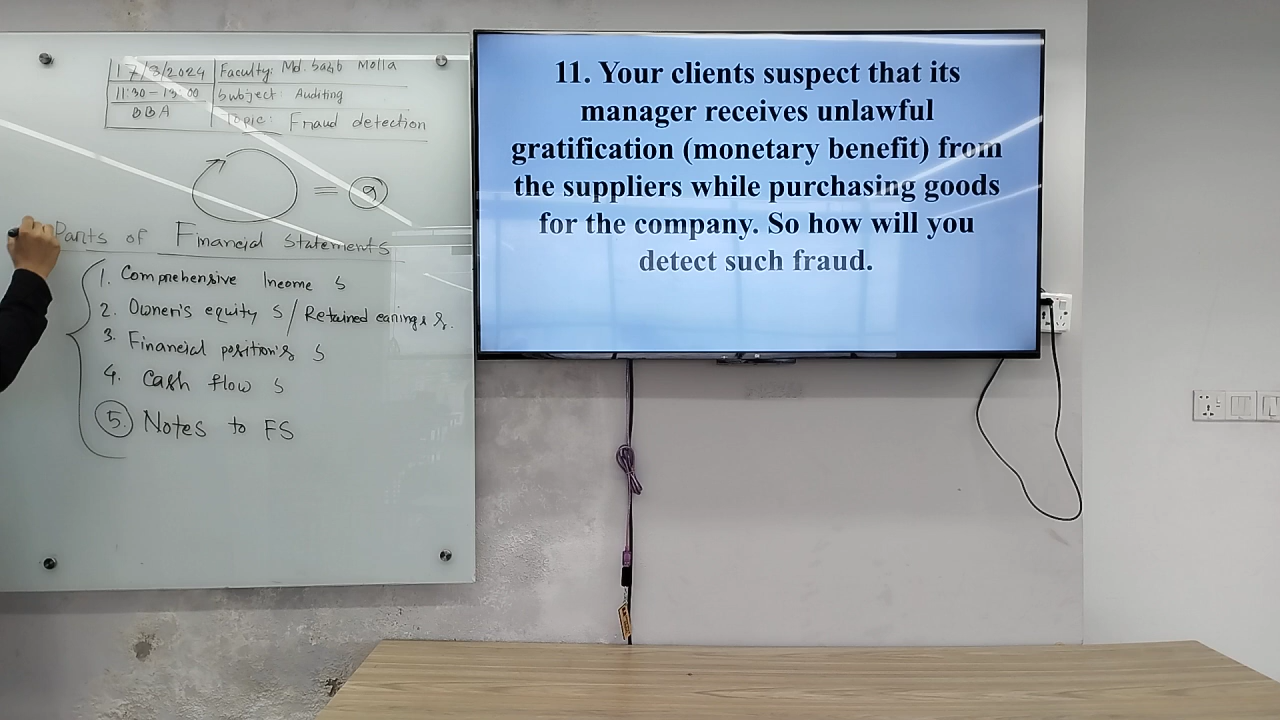 17/3/2024 Faculty: Md. Sabb Molla
11:30 - 13:00 Subject: Auditing
BBA Topic: Fraud detection
= a
Parts of Financial Statements
1. Comprehensive Income S
2. Owner's equity S / Retained earnings S.
3. Financial position's S
4. Cash flow S
5. Notes to FS
11. Your clients suspect that its
manager receives unlawful
gratification (monetary benefit) from
the suppliers while purchasing goods
for the company. So how will you
detect such fraud.